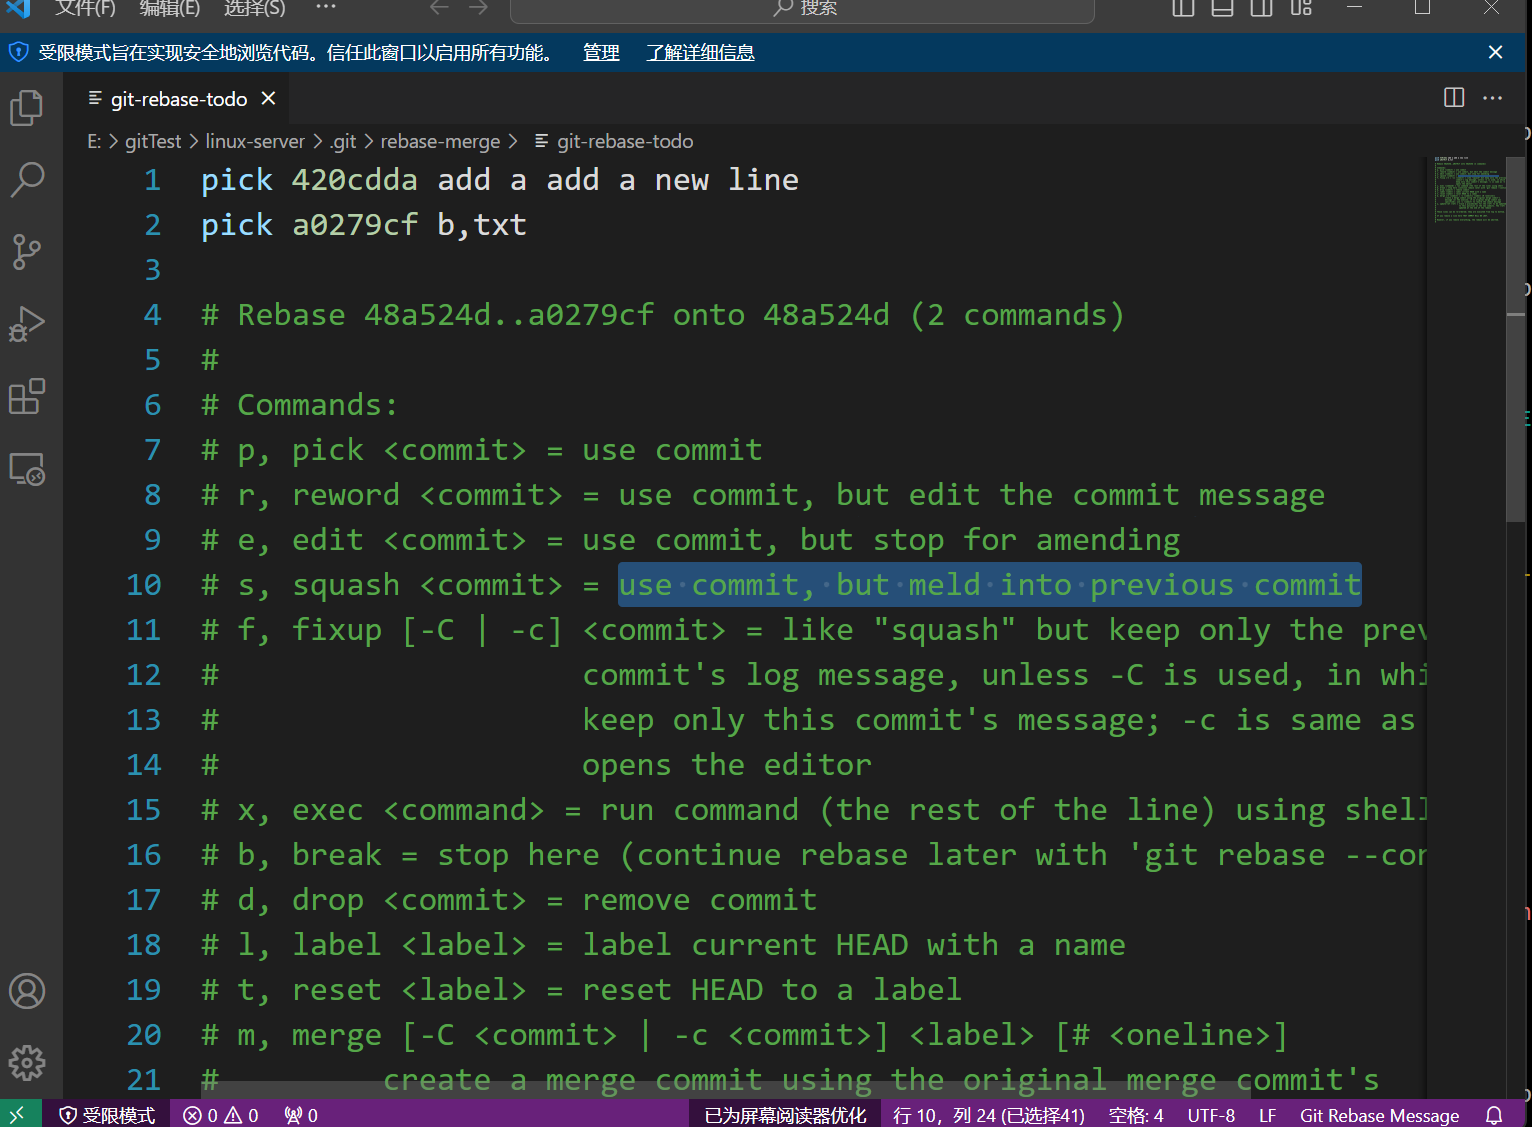 文件(F) 编辑(E) 选择(S) ··· 搜索
受限模式旨在实现安全地浏览代码。信任此窗口以启用所有功能。 管理 了解详细信息
git-rebase-todo
E: > gitTest > linux-server > .git > rebase-merge > git-rebase-todo
1 pick 420cdda add a add a new line
2 pick a0279cf b,txt
3
4 # Rebase 48a524d..a0279cf onto 48a524d (2 commands)
5 #
6 # Commands:
7 # p, pick <commit> = use commit
8 # r, reword <commit> = use commit, but edit the commit message
9 # e, edit <commit> = use commit, but stop for amending
10 # s, squash <commit> = use commit, but meld into previous commit
11 # f, fixup [-C | -c] <commit> = like "squash" but keep only the prev
12 # commit's log message, unless -C is used, in whi
13 # keep only this commit's message; -c is same as
14 # opens the editor
15 # x, exec <command> = run command (the rest of the line) using shell
16 # b, break = stop here (continue rebase later with 'git rebase --con
17 # d, drop <commit> = remove commit
18 # l, label <label> = label current HEAD with a name
19 # t, reset <label> = reset HEAD to a label
20 # m, merge [-C <commit> | -c <commit>] <label> [# <oneline>]
21 # create a merge commit using the original merge commit's
受限模式 0 0 0 已为屏幕阅读器优化 行 10，列 24 (已选择41) 空格: 4 UTF-8 LF Git Rebase Message